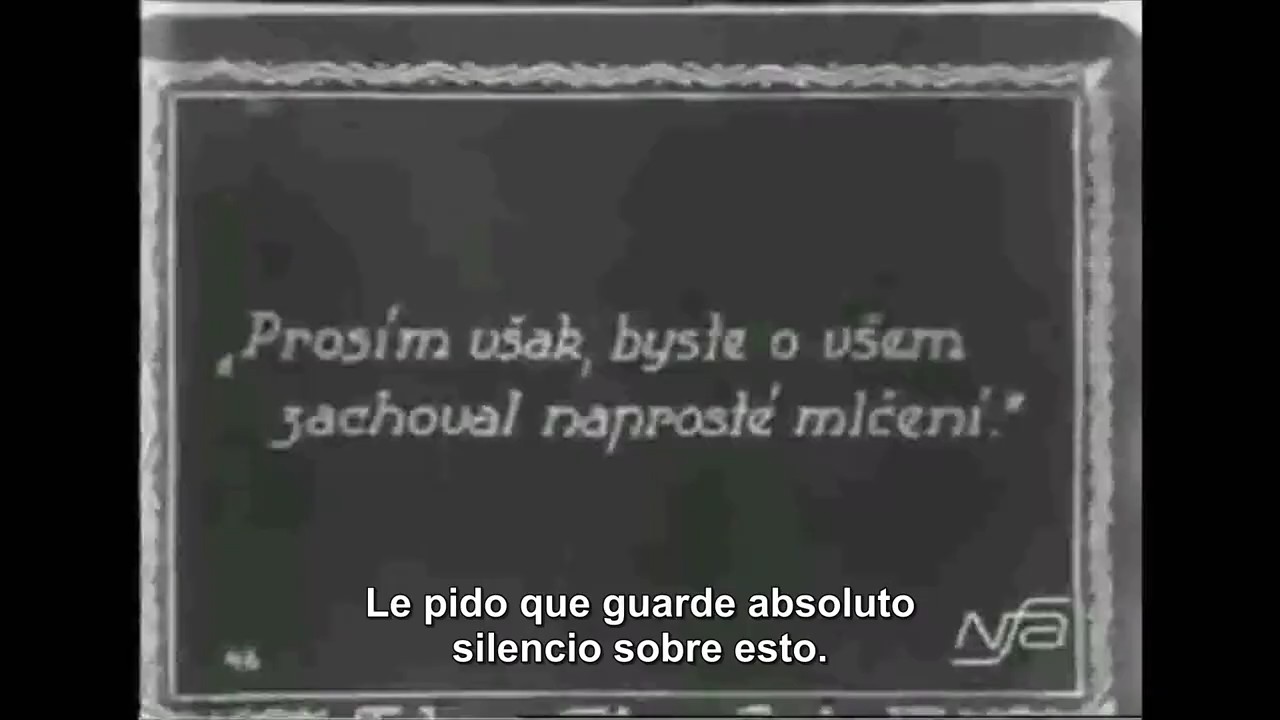 „Prosím však, byste o všem
zachoval naprosté mlčení."
Le pido que guarde absoluto
silencio sobre esto.
nfa